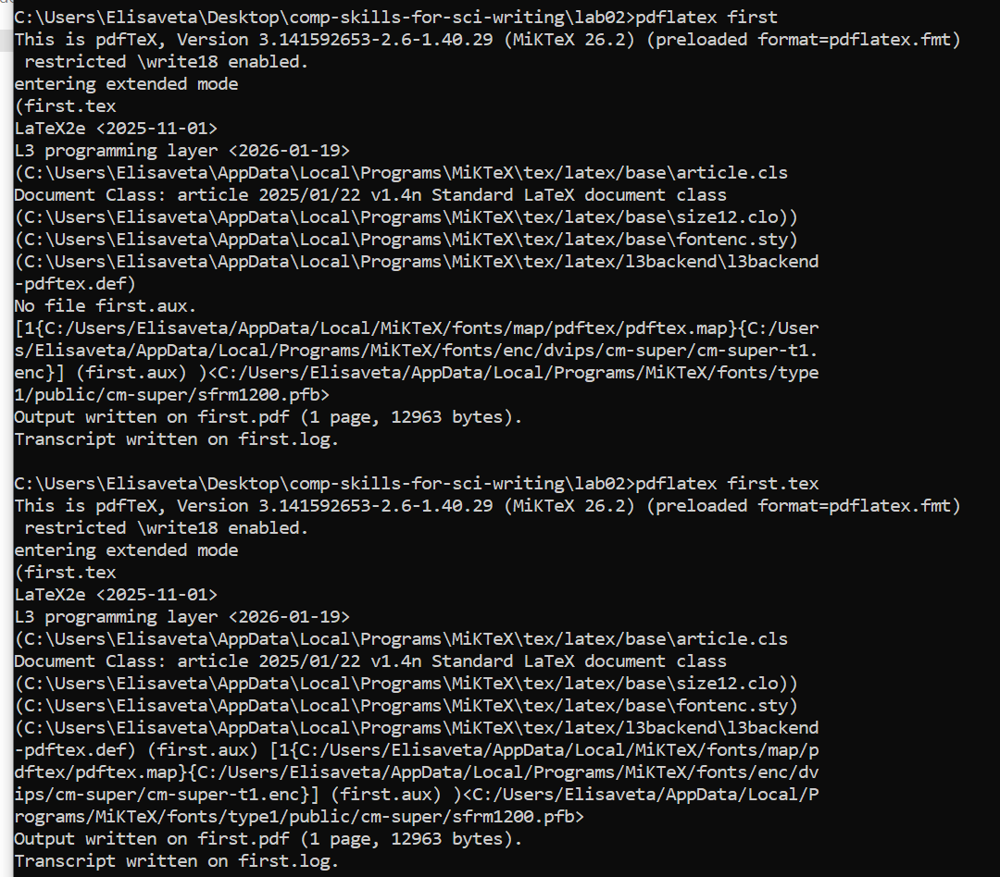 C:\Users\Elisaveta\Desktop\comp-skills-for-sci-writing\lab02>pdflatex first
This is pdfTeX, Version 3.141592653-2.6-1.40.29 (MiKTeX 26.2) (preloaded format=pdflatex.fmt)
 restricted \write18 enabled.
entering extended mode
(first.tex
LaTeX2e <2025-11-01>
L3 programming layer <2026-01-19>
(C:\Users\Elisaveta\AppData\Local\Programs\MiKTeX\tex/latex/base\article.cls
Document Class: article 2025/01/22 v1.4n Standard LaTeX document class
(C:\Users\Elisaveta\AppData\Local\Programs\MiKTeX\tex/latex/base\size12.clo))
(C:\Users\Elisaveta\AppData\Local\Programs\MiKTeX\tex/latex/base\fontenc.sty)
(C:\Users\Elisaveta\AppData\Local\Programs\MiKTeX\tex/latex/l3backend\l3backend
-pdftex.def)
No file first.aux.
[1{C:/Users/Elisaveta/AppData/Local/MiKTeX/fonts/map/pdftex/pdftex.map}{C:/User
s/Elisaveta/AppData/Local/Programs/MiKTeX/fonts/enc/dvips/cm-super/cm-super-t1.
enc}] (first.aux) )<C:/Users/Elisaveta/AppData/Local/Programs/MiKTeX/fonts/type
1/public/cm-super/sfrm1200.pfb>
Output written on first.pdf (1 page, 12963 bytes).
Transcript written on first.log.

C:\Users\Elisaveta\Desktop\comp-skills-for-sci-writing\lab02>pdflatex first.tex
This is pdfTeX, Version 3.141592653-2.6-1.40.29 (MiKTeX 26.2) (preloaded format=pdflatex.fmt)
 restricted \write18 enabled.
entering extended mode
(first.tex
LaTeX2e <2025-11-01>
L3 programming layer <2026-01-19>
(C:\Users\Elisaveta\AppData\Local\Programs\MiKTeX\tex/latex/base\article.cls
Document Class: article 2025/01/22 v1.4n Standard LaTeX document class
(C:\Users\Elisaveta\AppData\Local\Programs\MiKTeX\tex/latex/base\size12.clo))
(C:\Users\Elisaveta\AppData\Local\Programs\MiKTeX\tex/latex/base\fontenc.sty)
(C:\Users\Elisaveta\AppData\Local\Programs\MiKTeX\tex/latex/l3backend\l3backend
-pdftex.def) (first.aux) [1{C:/Users/Elisaveta/AppData/Local/MiKTeX/fonts/map/p
dftex/pdftex.map}{C:/Users/Elisaveta/AppData/Local/Programs/MiKTeX/fonts/enc/dv
ips/cm-super/cm-super-t1.enc}] (first.aux) )<C:/Users/Elisaveta/AppData/Local/P
rograms/MiKTeX/fonts/type1/public/cm-super/sfrm1200.pfb>
Output written on first.pdf (1 page, 12963 bytes).
Transcript written on first.log.